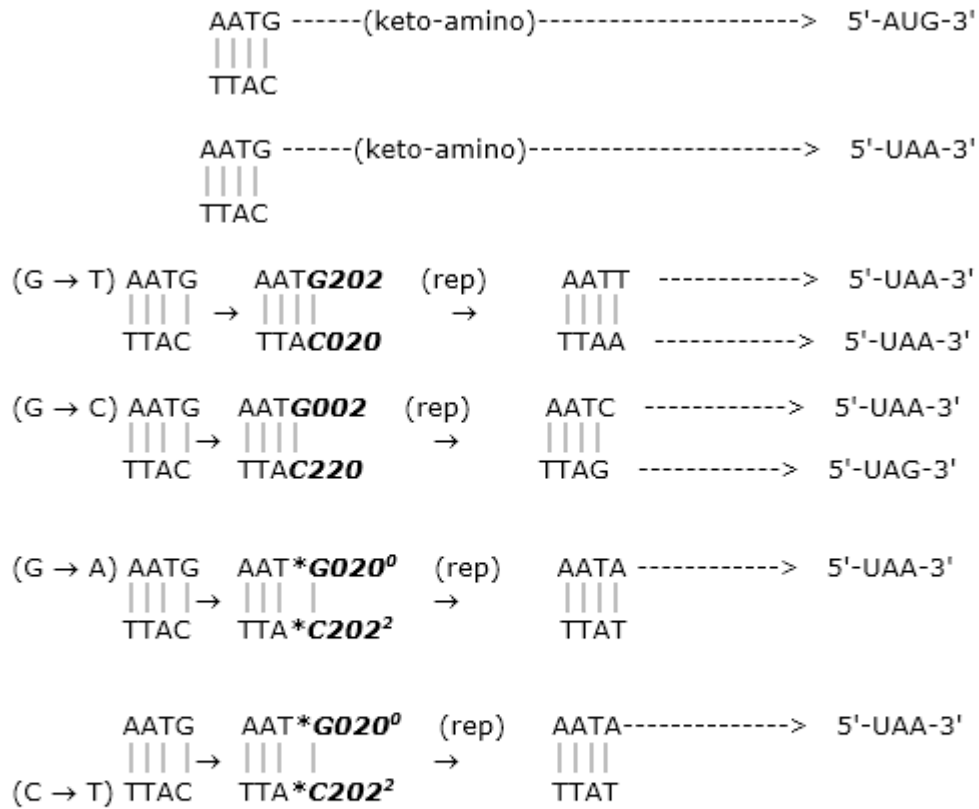 AATG ------(keto-amino)-----------------------> 5'-AUG-3'
||||
TTAC
AATG ------(keto-amino)-----------------------> 5'-UAA-3'
||||
TTAC
(G → T) AATG → AATG202 (rep) → AATT ------------> 5'-UAA-3'
|||| |||| ||||
TTAC TTAC020 TTAA ------------> 5'-UAA-3'
(G → C) AATG → AATG002 (rep) → AATC ------------> 5'-UAA-3'
|||| |||| ||||
TTAC TTAC220 TTAG ------------> 5'-UAG-3'
(G → A) AATG → AAT*G020⁰ (rep) → AATA ------------> 5'-UAA-3'
|||| ||| | ||||
TTAC TTA*C202² TTAT
AATG → AAT*G020⁰ (rep) → AATA-------------> 5'-UAA-3'
|||| ||| | ||||
(C → T) TTAC TTA*C202² TTAT